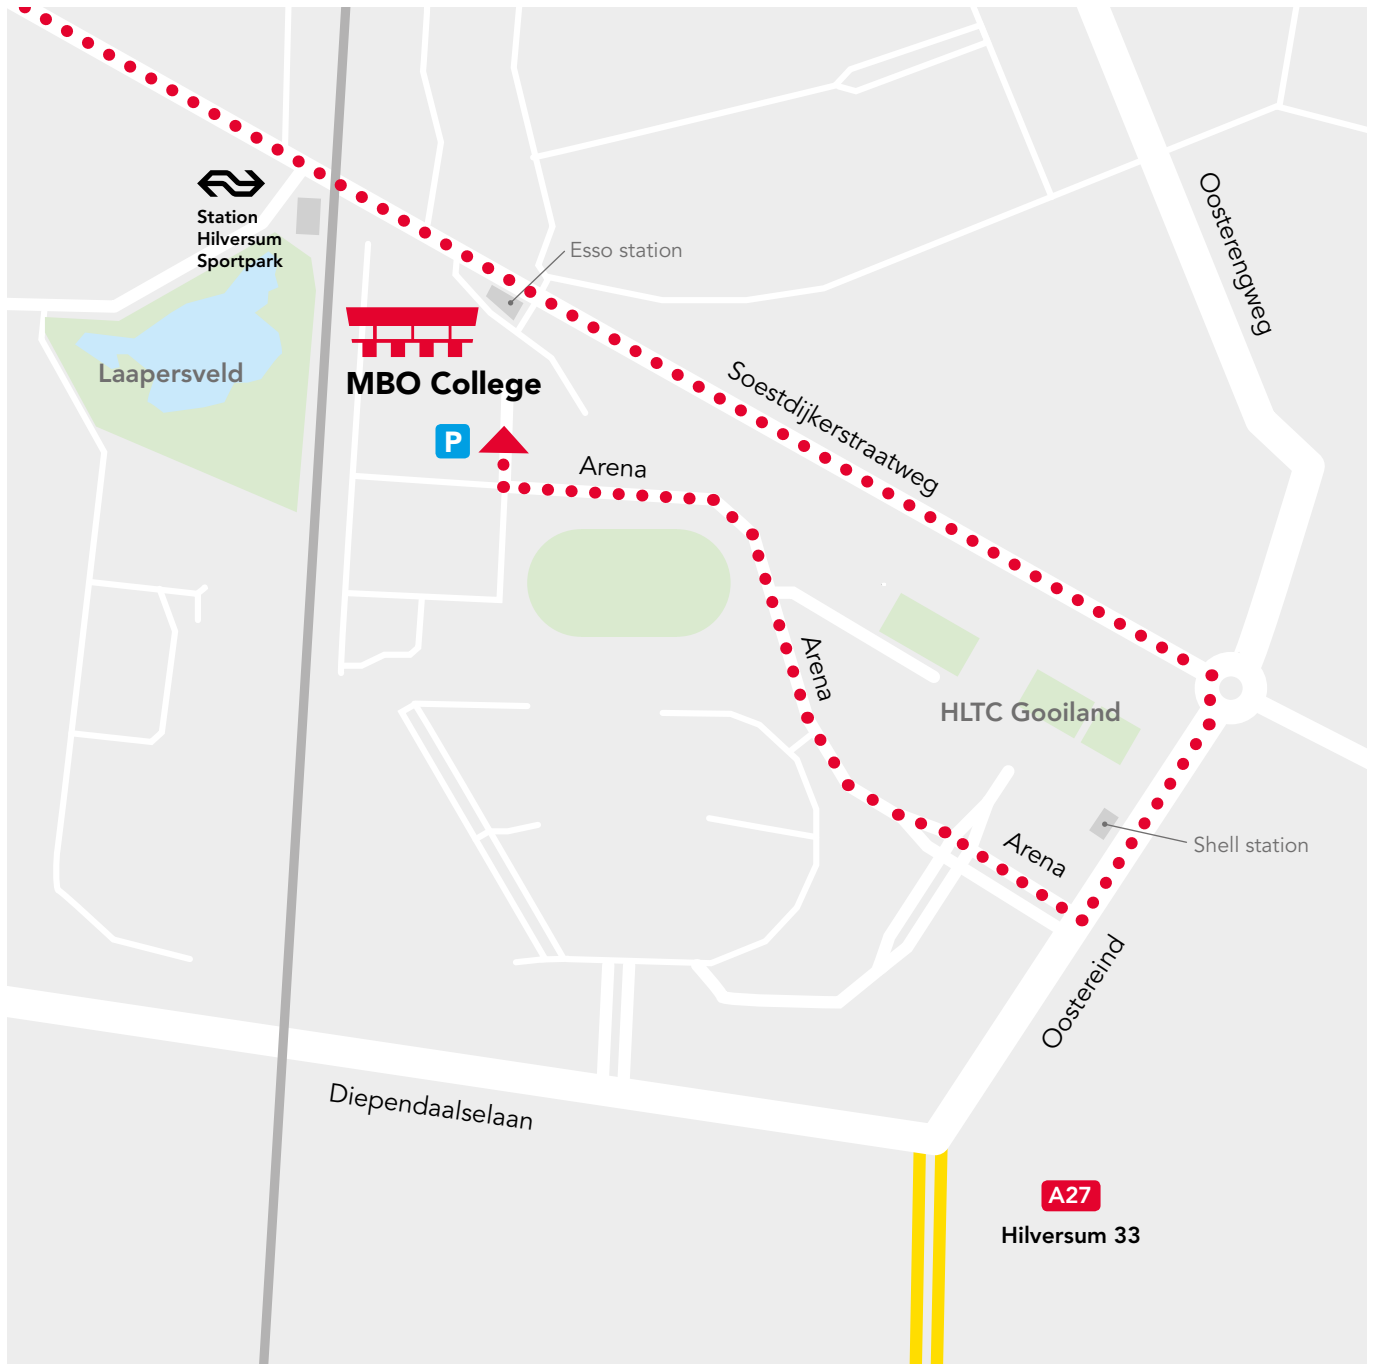 Oosterengweg
Station
Hilversum
Sportpark
Esso station
Laapersveld
MBO College
Soestdijkerstraatweg
P
Arena
Arena
HLTC Gooiland
Arena
Shell station
Oostereind
Diependaalselaan
A27
Hilversum 33